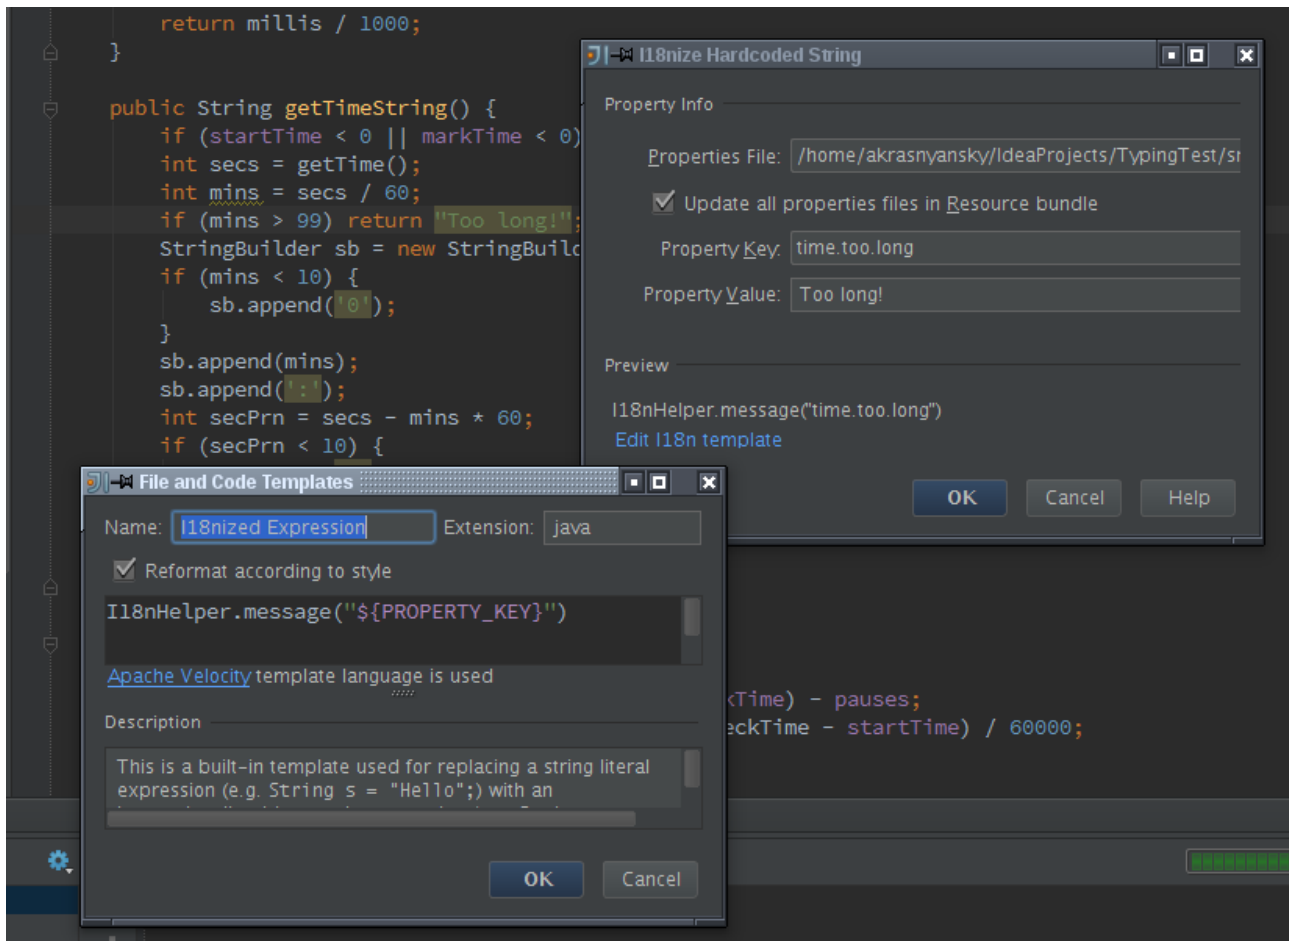 return millis / 1000;
}
public String getTimeString() {
if (startTime < 0 || markTime < 0)
int secs = getTime();
int mins = secs / 60;
if (mins > 99) return "Too long!";
StringBuilder sb = new StringBuild
if (mins < 10) {
sb.append('0');
}
sb.append(mins);
sb.append(':');
int secPrn = secs - mins * 60;
if (secPrn < 10) {
I18nize Hardcoded String
Property Info
Properties File: /home/akrasnyansky/IdeaProjects/TypingTest/sr
Update all properties files in Resource bundle
Property Key: time.too.long
Property Value: Too long!
Preview
I18nHelper.message("time.too.long")
Edit I18n template
OK Cancel Help
File and Code Templates
Name: I18nized Expression Extension: java
Reformat according to style
I18nHelper.message("${PROPERTY_KEY}")
Apache Velocity template language is used
Description
This is a built-in template used for replacing a string literal
expression (e.g. String s = "Hello";) with an
OK Cancel
kTime) - pauses;
eckTime - startTime) / 60000;